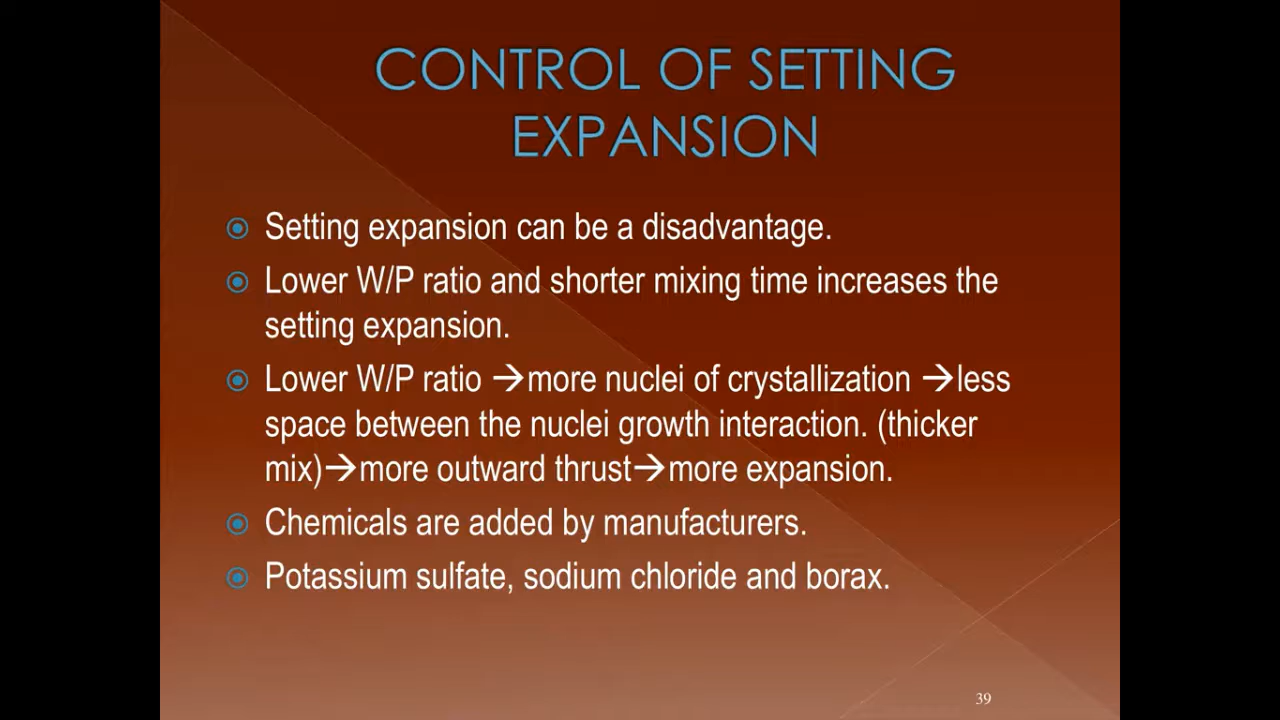 CONTROL OF SETTING
EXPANSION
Setting expansion can be a disadvantage.
Lower W/P ratio and shorter mixing time increases the
setting expansion.
Lower W/P ratio →more nuclei of crystallization →less
space between the nuclei growth interaction. (thicker
mix)→more outward thrust→more expansion.
Chemicals are added by manufacturers.
Potassium sulfate, sodium chloride and borax.
39